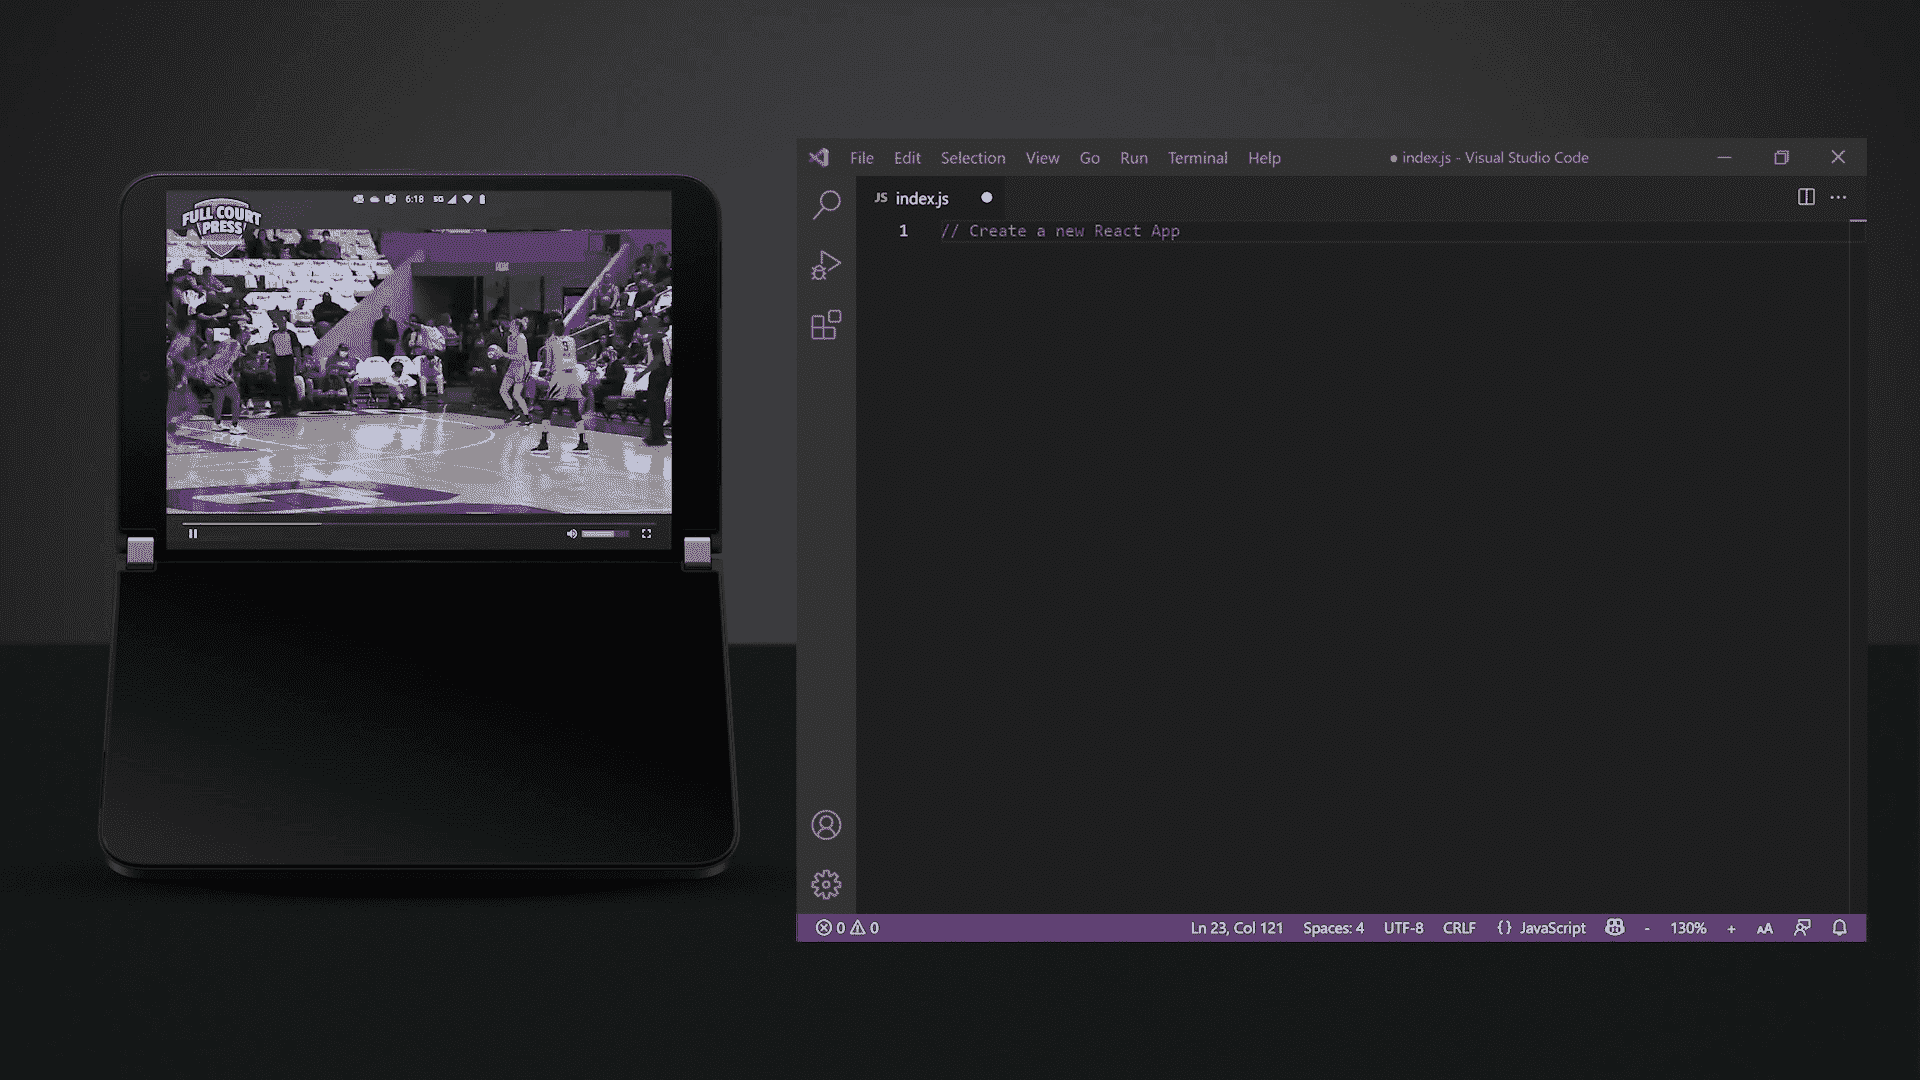 FULL COURT
PRESS
6:18 5G
File Edit Selection View Go Run Terminal Help
● index.js - Visual Studio Code
JS index.js
1 // Create a new React App
0 0
Ln 23, Col 121 Spaces: 4 UTF-8 CRLF {} JavaScript - 130% + AA